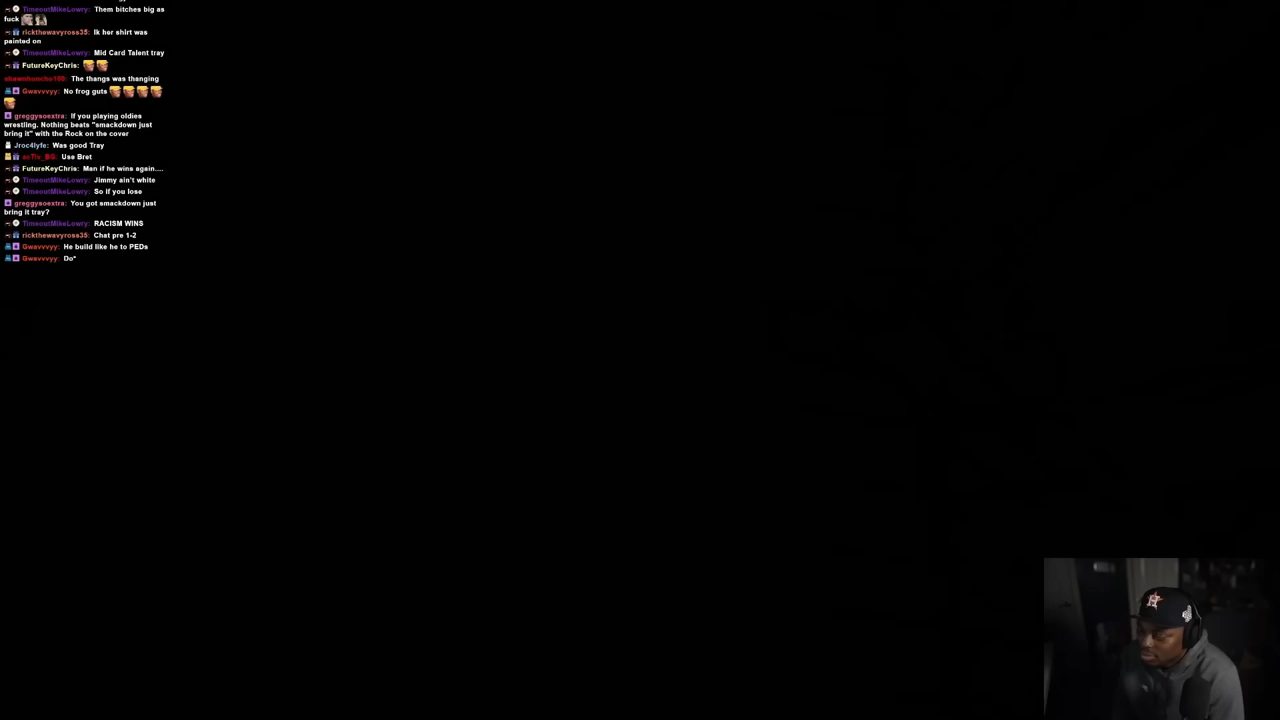 TimeoutMikeLowry: Them bitches big as
fuck
rickthewavyross35: Ik her shirt was
painted on
TimeoutMikeLowry: Mid Card Talent tray
FutureKeyChris:
shawnhuncho100: The thangs was thanging
Gwavvvyy: No frog guts
greggysoextra: If you playing oldies
wrestling. Nothing beats "smackdown just
bring it" with the Rock on the cover
Jroc4lyfe: Was good Tray
Use Bret
FutureKeyChris: Man if he wins again....
TimeoutMikeLowry: Jimmy ain't white
TimeoutMikeLowry: So if you lose
greggysoextra: You got smackdown just
bring it tray?
TimeoutMikeLowry: RACISM WINS
rickthewavyross35: Chat pre 1-2
Gwavvvyy: He build like he to PEDs
Gwavvvyy: Do*
H